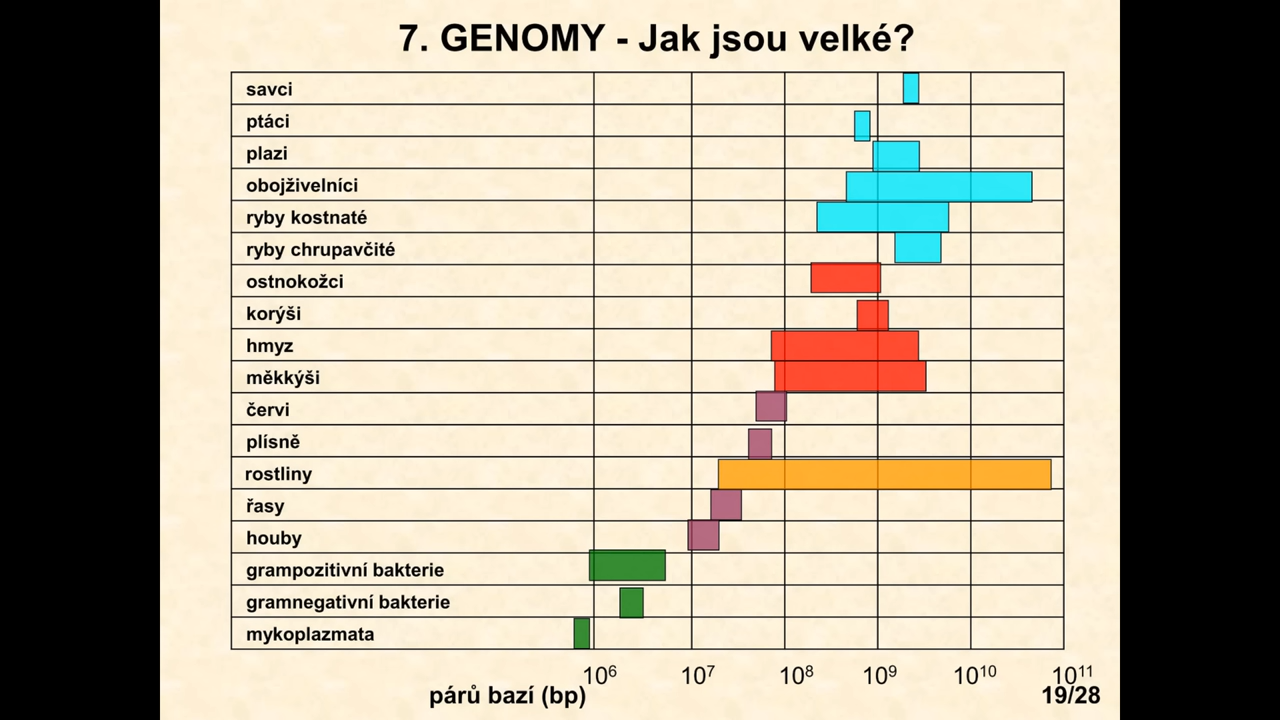 7. GENOMY - Jak jsou velké?
savci
ptáci
plazi
obojživelníci
ryby kostnaté
ryby chrupavčité
ostnokožci
korýši
hmyz
měkkýši
červi
plísně
rostliny
řasy
houby
grampozitivní bakterie
gramnegativní bakterie
mykoplazmata
10⁶ 10⁷ 10⁸ 10⁹ 10¹⁰ 10¹¹
párů bazí (bp) 19/28